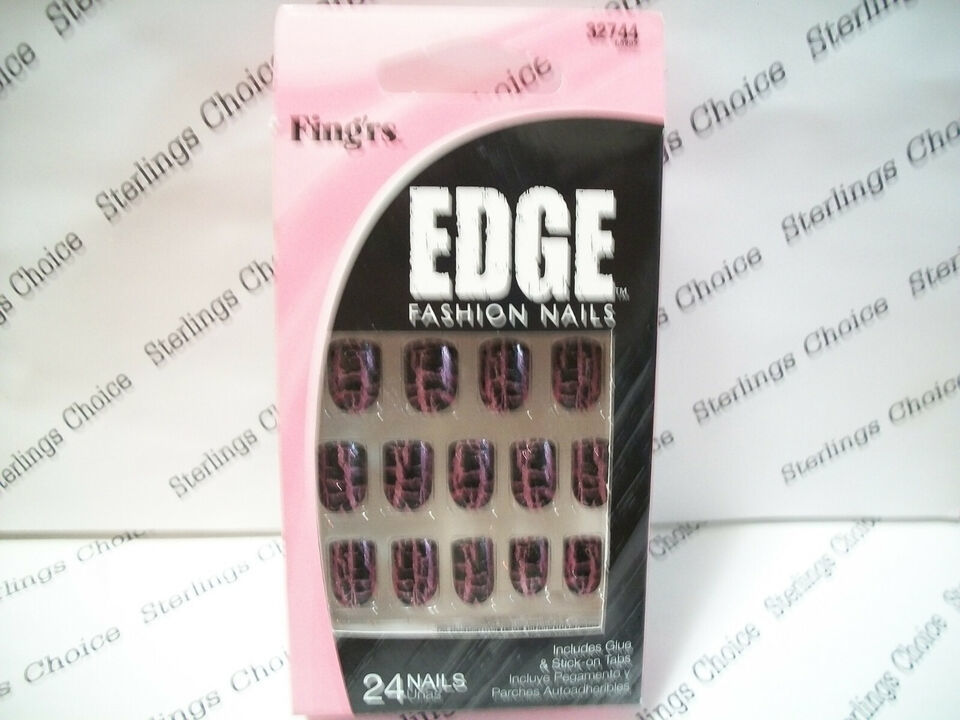 32744
Fing'rs
EDGE™
FASHION NAILS
Includes Glue
& Stick-on Tabs
24 NAILS
Uñas
Incluye Pegamento y
Parches Autoadheribles
Sterlings Choice